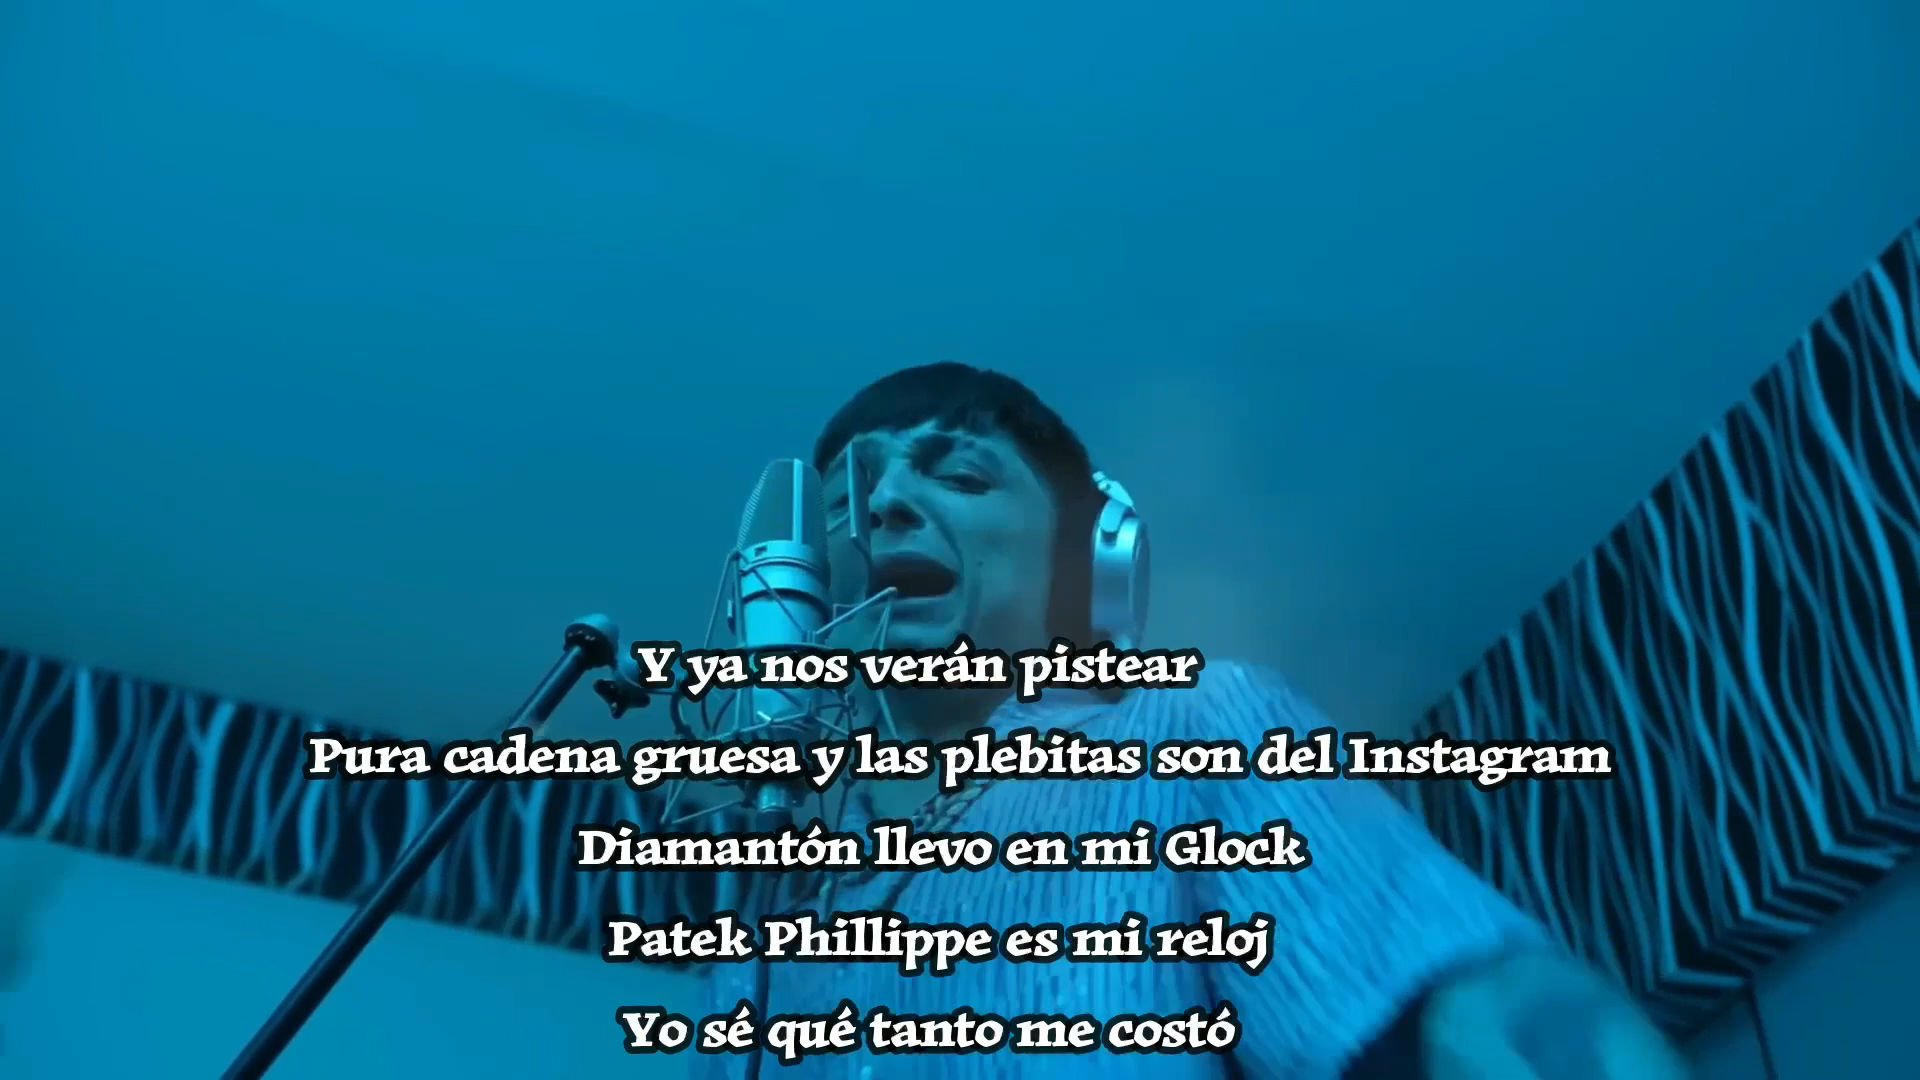 Y ya nos verán pistear
Pura cadena gruesa y las plebitas son del Instagram
Diamantón llevo en mi Glock
Patek Phillippe es mi reloj
Yo sé qué tanto me costó